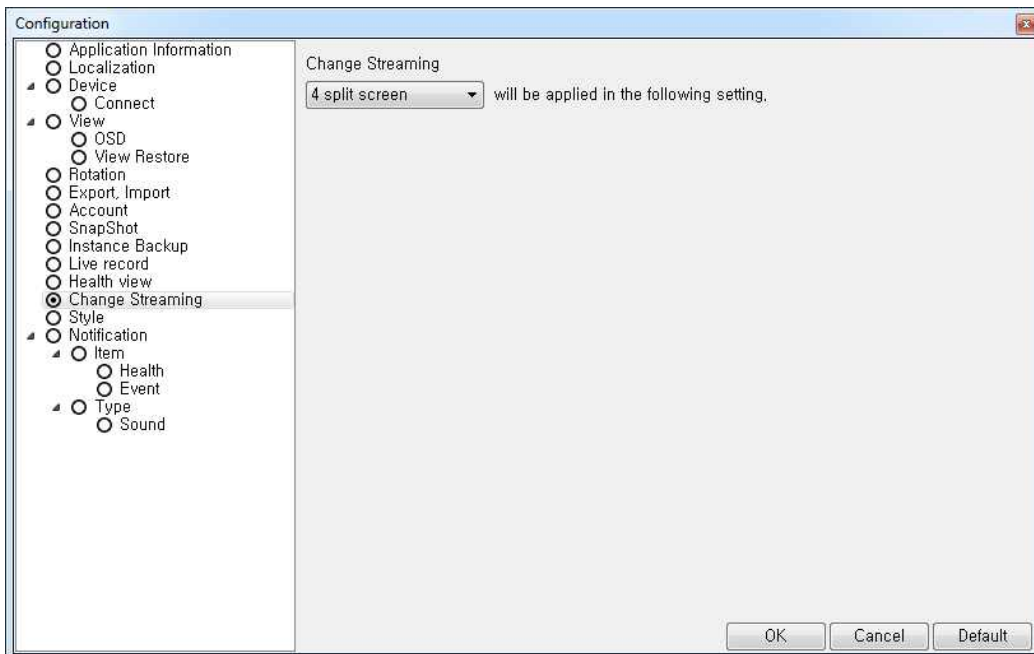 Configuration
Application Information
Localization
Device
Connect
View
OSD
View Restore
Rotation
Export, Import
Account
SnapShot
Instance Backup
Live record
Health view
Change Streaming
Style
Notification
Item
Health
Event
Type
Sound
Change Streaming
4 split screen will be applied in the following setting,
OK Cancel Default